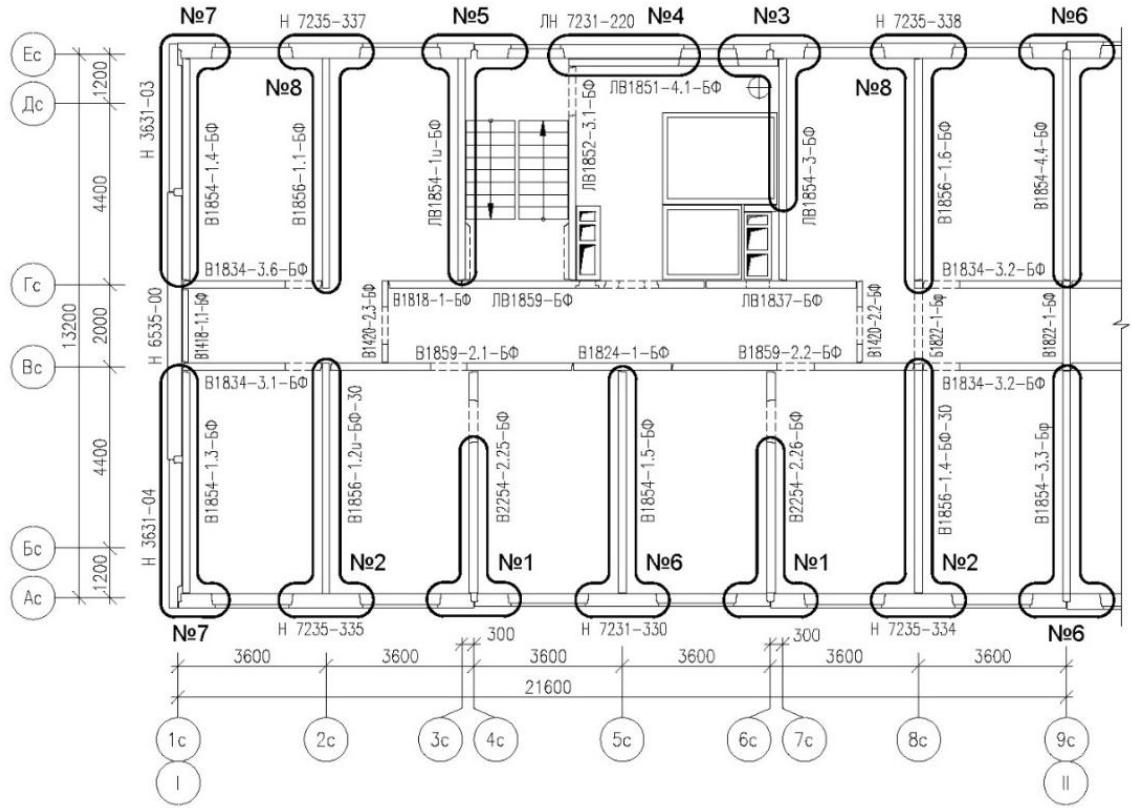 №7
Н 7235-337
№5
ЛН 7231-220
№4
№3
Н 7235-338
№6
Ес
Дс
Гс
Вс
Бс
Ас
1200
4400
2000
4400
1200
13200
№8
№8
Н 3631-03
В1854-1.4-БФ
В1856-1.1-БФ
ЛВ1854-1и-БФ
ЛВ1852-3.1-БФ
ЛВ1851-4.1-БФ
ЛВ1854-3-БФ
В1856-1.6-БФ
В1854-4.4-БФ
В1834-3.6-БФ
В1834-3.2-БФ
Н 6535-00
В1418-1.1-БФ
В1420-2.3-БФ
В1818-1-БФ
ЛВ1859-БФ
ЛВ1837-БФ
В1420-2.2-БФ
Б1822-1-Бф
В1822-1-БФ
В1859-2.1-БФ
В1824-1-БФ
В1859-2.2-БФ
В1834-3.1-БФ
В1834-3.2-БФ
Н 3631-04
В1854-1.3-БФ
В1856-1.2и-БФ-30
В2254-2.25-БФ
В1854-1.5-БФ
В2254-2.26-БФ
В1856-1.4-БФ-30
В1854-3.3-Бф
№2
№1
№6
№1
№2
№7
Н 7235-335
Н 7231-330
Н 7235-334
№6
300
300
3600
3600
3600
3600
3600
3600
21600
1с
2с
3с
4с
5с
6с
7с
8с
9с
I
II